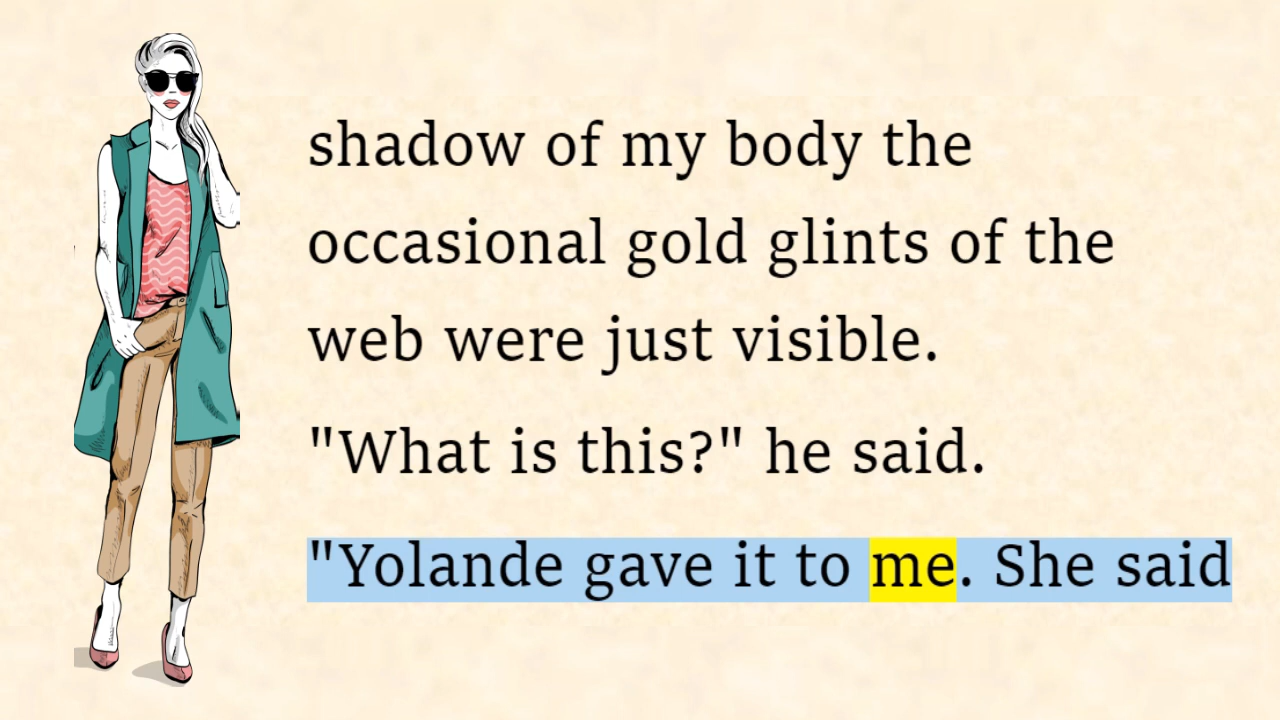 shadow of my body the
occasional gold glints of the
web were just visible.
"What is this?" he said.
"Yolande gave it to me. She said